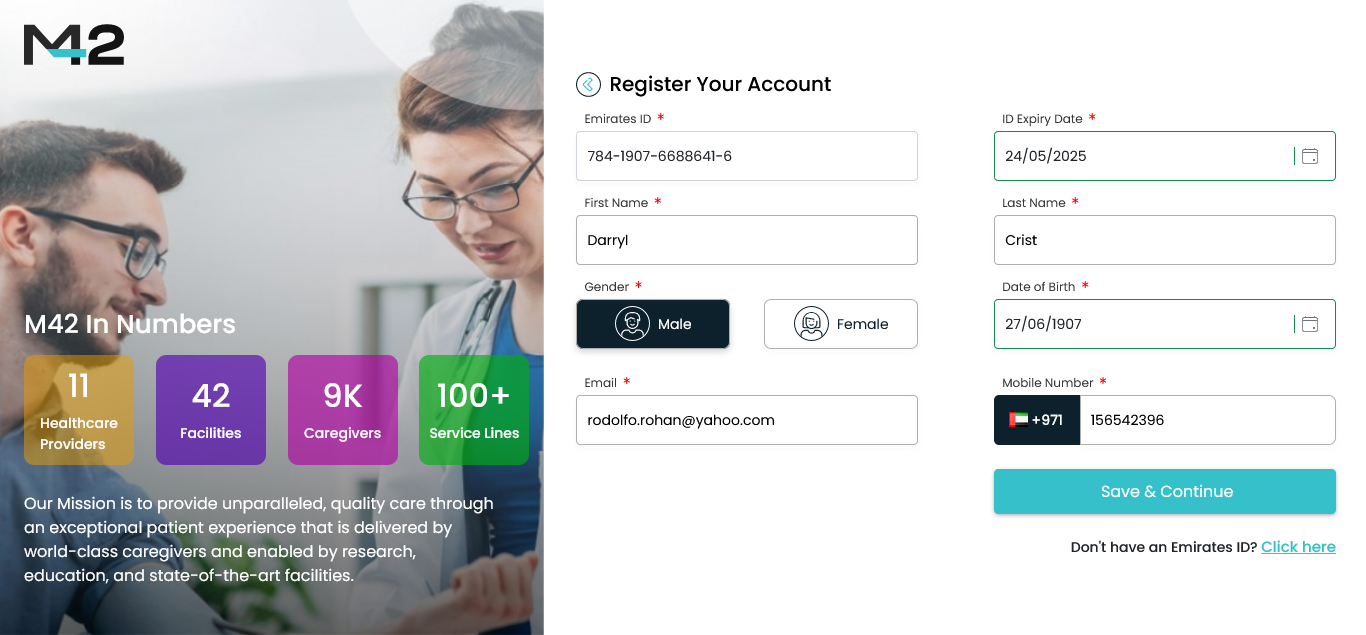 M42
M42 In Numbers
11
Healthcare
Providers
42
Facilities
9K
Caregivers
100+
Service Lines
Our Mission is to provide unparalleled, quality care through
an exceptional patient experience that is delivered by
world-class caregivers and enabled by research,
education, and state-of-the-art facilities.
Register Your Account
Emirates ID *
784-1907-6688641-6
ID Expiry Date *
24/05/2025
First Name *
Darryl
Last Name *
Crist
Gender *
Male
Female
Date of Birth *
27/06/1907
Email *
rodolfo.rohan@yahoo.com
Mobile Number *
+971 156542396
Save & Continue
Don't have an Emirates ID? Click here